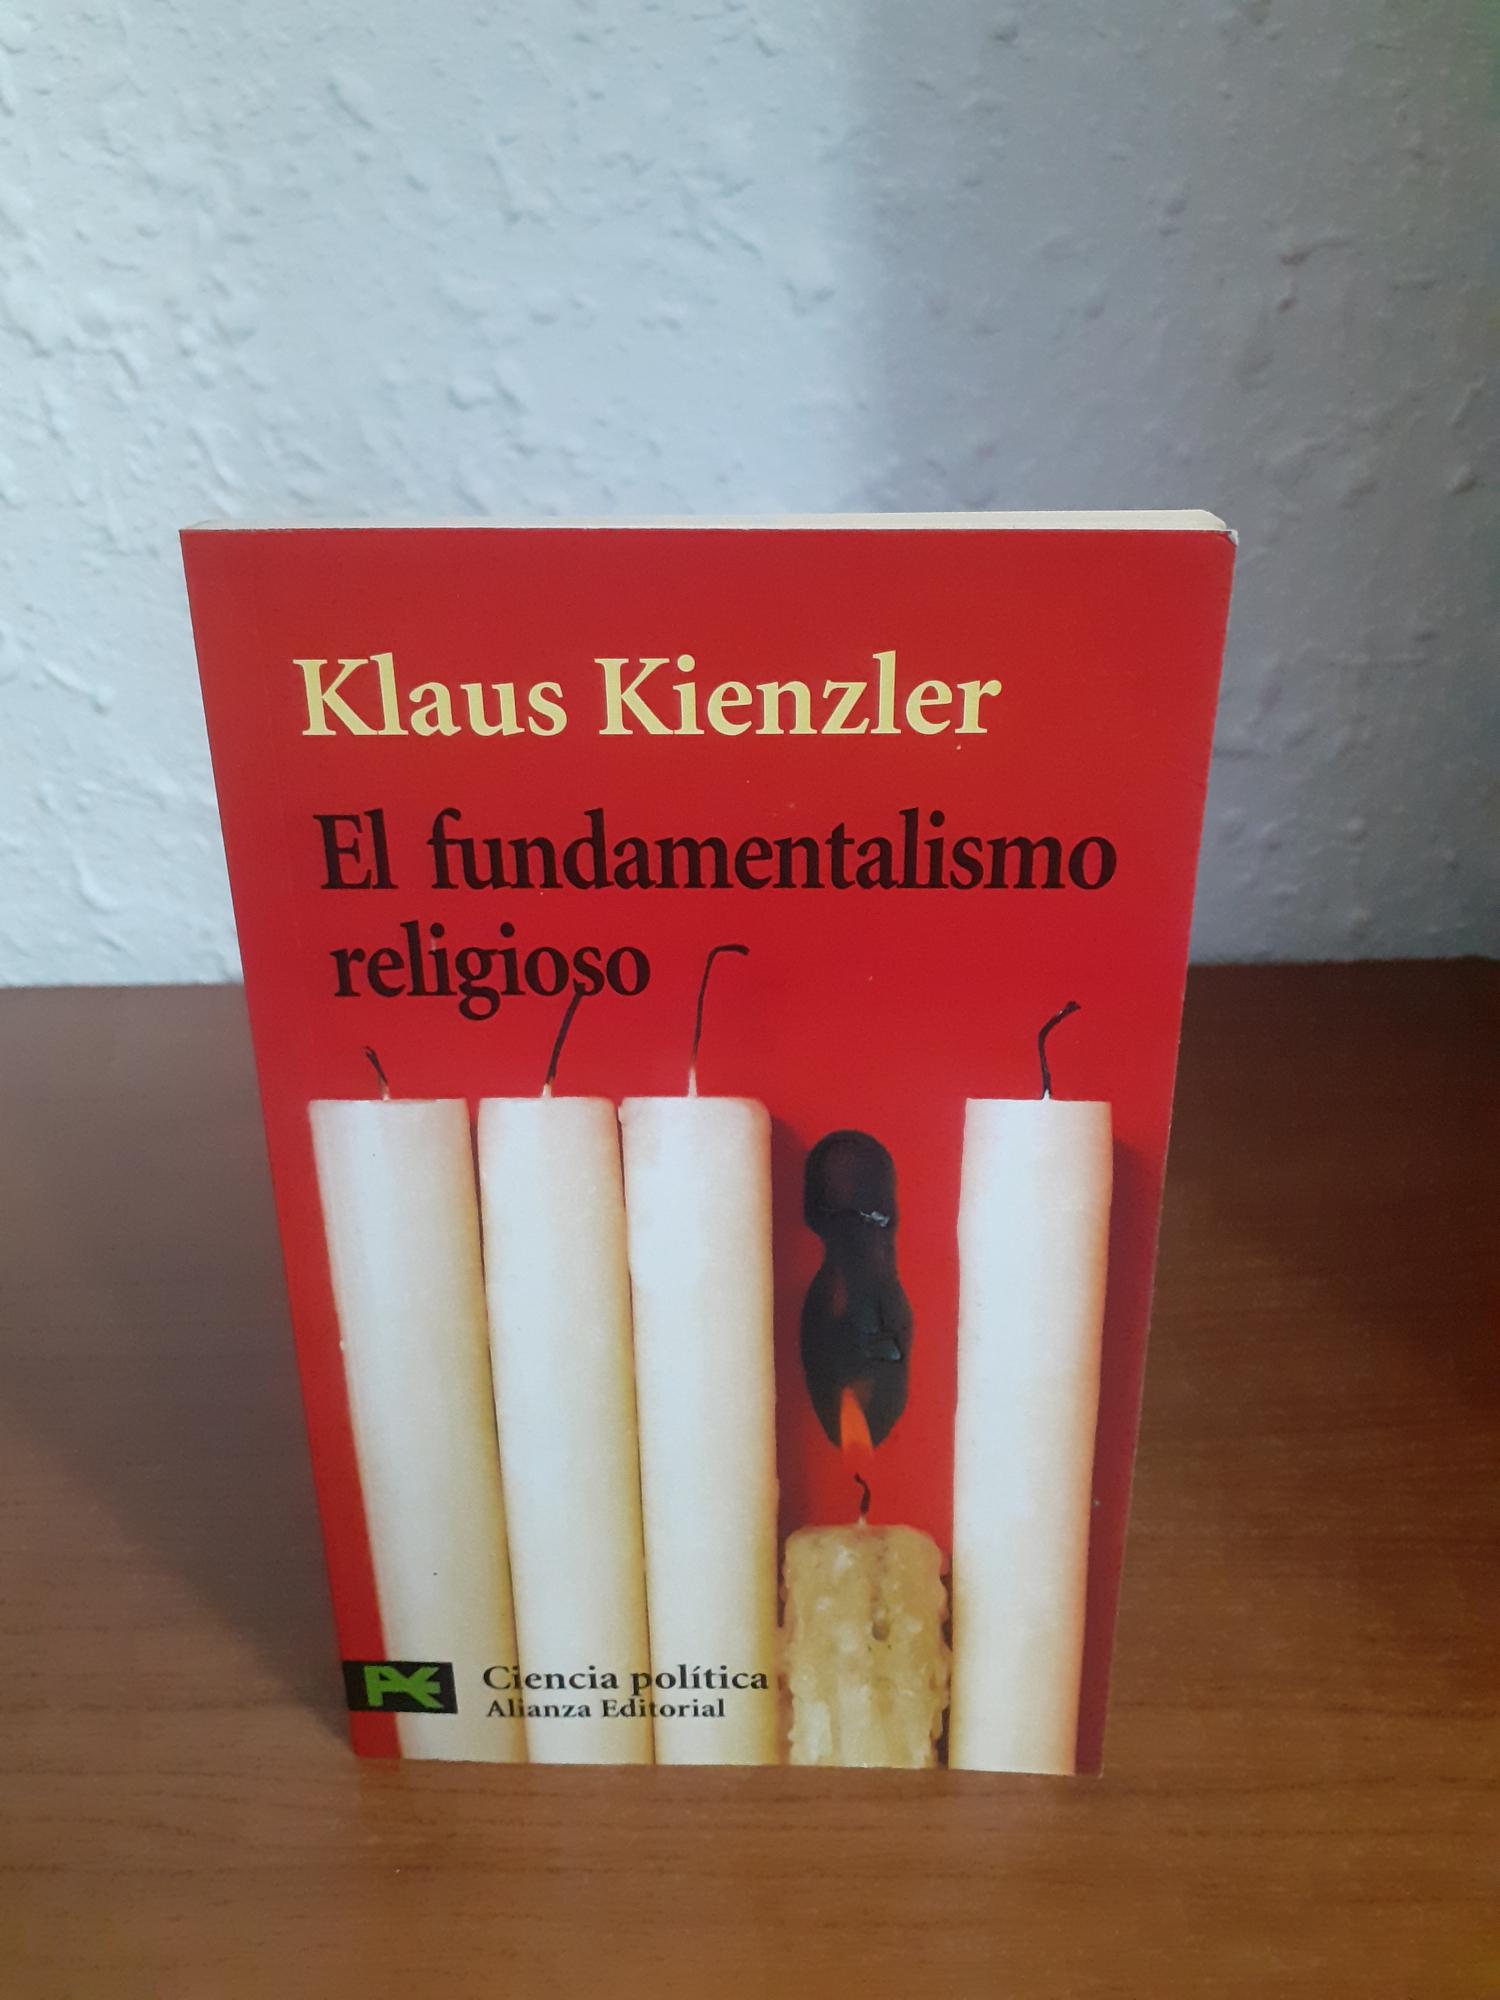 Klaus Kienzler
El fundamentalismo
religioso
Ciencia política
Alianza Editorial